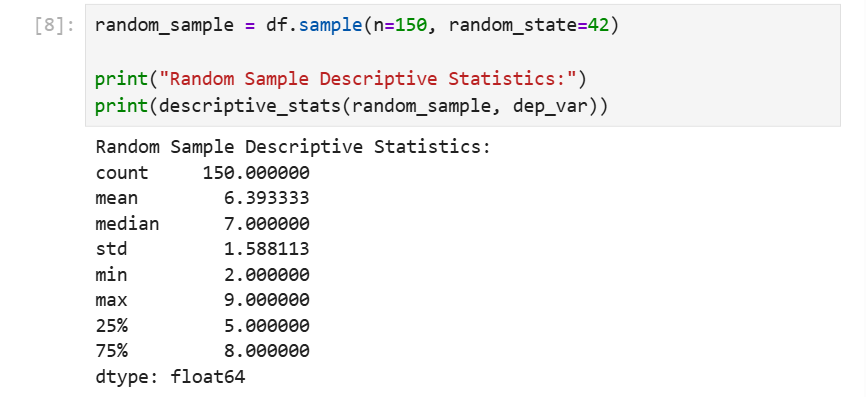 [8]: random_sample = df.sample(n=150, random_state=42)
print("Random Sample Descriptive Statistics:")
print(descriptive_stats(random_sample, dep_var))
Random Sample Descriptive Statistics:
count     150.000000
mean        6.393333
median      7.000000
std         1.588113
min         2.000000
max         9.000000
25%         5.000000
75%         8.000000
dtype: float64